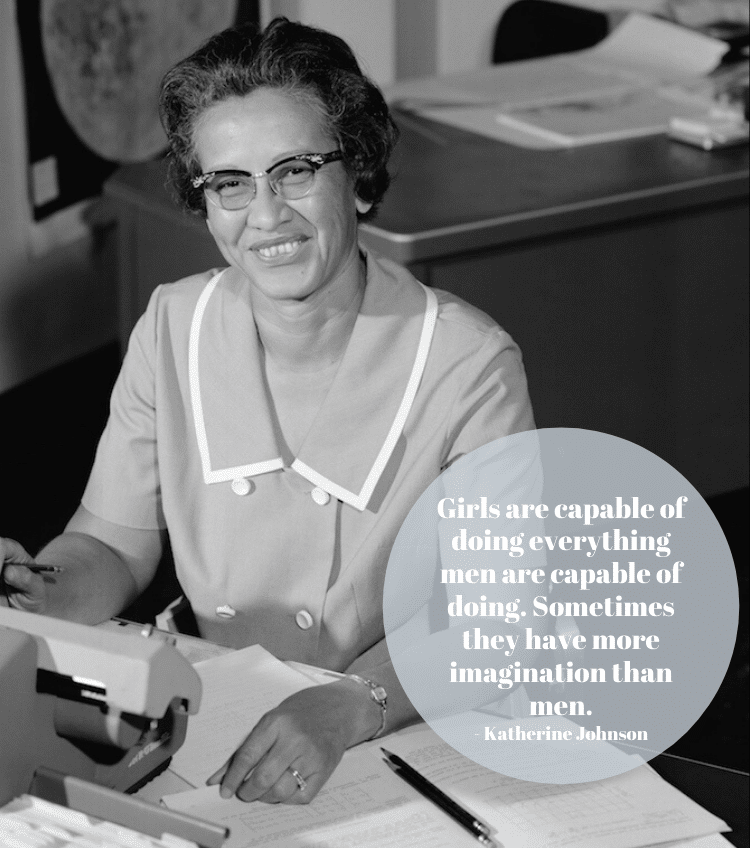 Girls are capable of
doing everything
men are capable of
doing. Sometimes
they have more
imagination than
men.
- Katherine Johnson